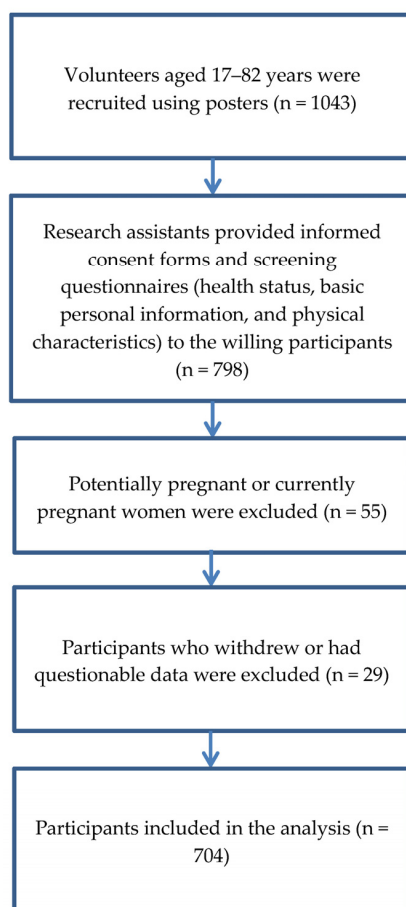 Volunteers aged 17–82 years were
recruited using posters (n = 1043)
Research assistants provided informed
consent forms and screening
questionnaires (health status, basic
personal information, and physical
characteristics) to the willing participants
(n = 798)
Potentially pregnant or currently
pregnant women were excluded (n = 55)
Participants who withdrew or had
questionable data were excluded (n = 29)
Participants included in the analysis (n =
704)